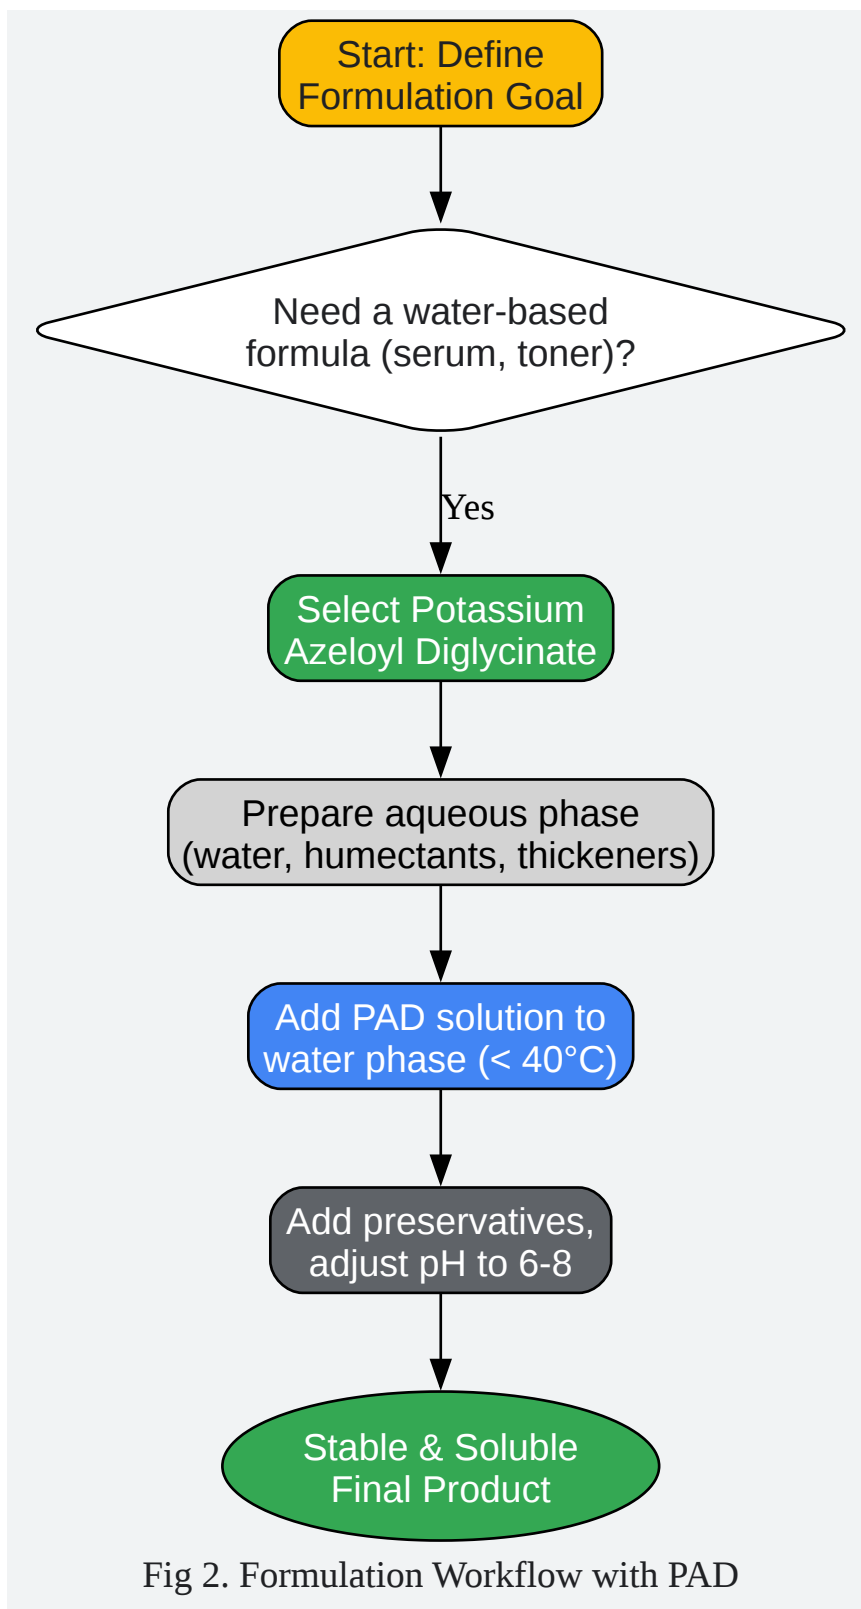 Start: Define
Formulation Goal
Need a water-based
formula (serum, toner)?
Yes
Select Potassium
Azeloyl Diglycinate
Prepare aqueous phase
(water, humectants, thickeners)
Add PAD solution to
water phase (< 40°C)
Add preservatives,
adjust pH to 6-8
Stable & Soluble
Final Product
Fig 2. Formulation Workflow with PAD